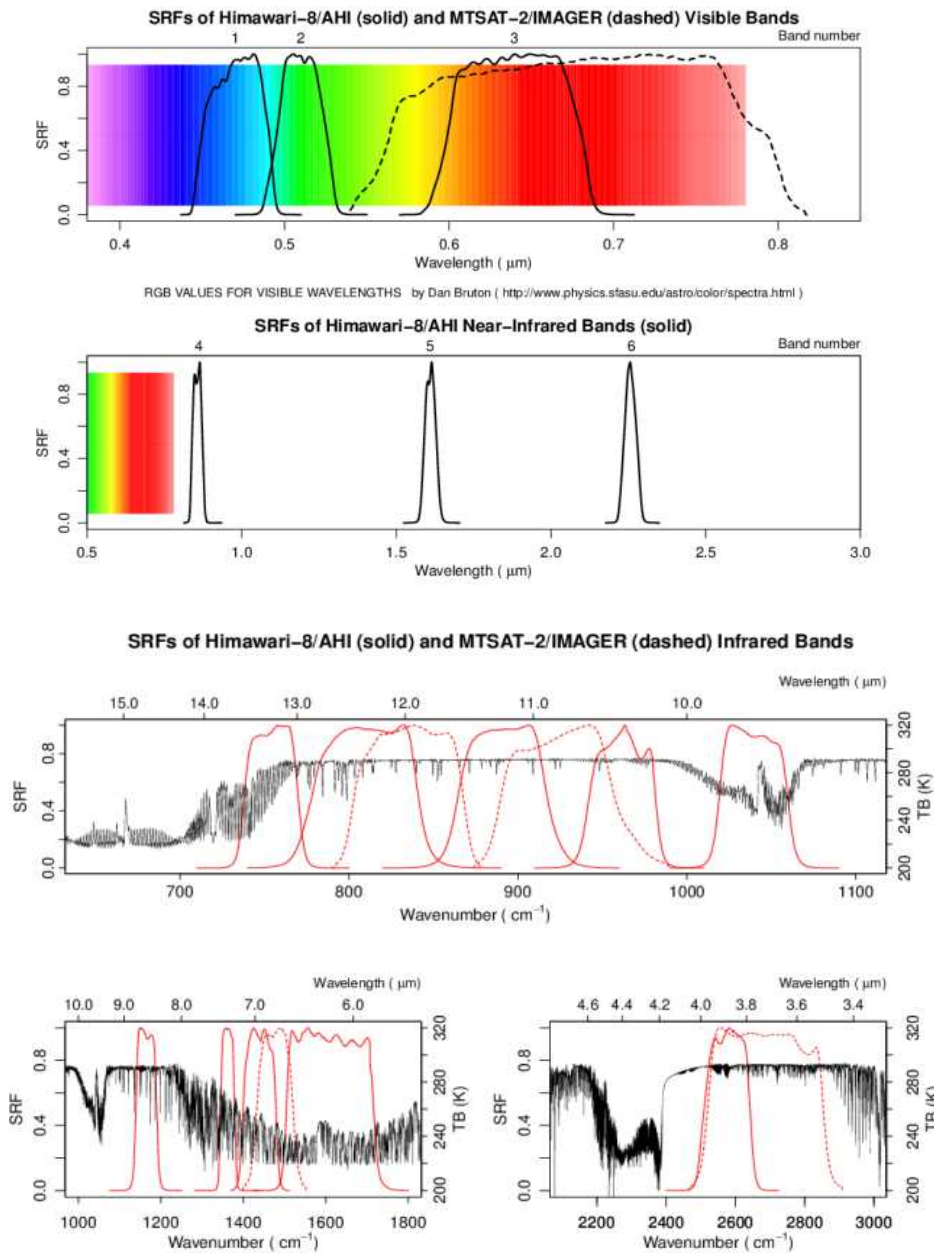 SRFs of Himawari−8/AHI (solid) and MTSAT−2/IMAGER (dashed) Visible Bands
1 2 3 Band number
SRF
0.0 0.4 0.8
0.4 0.5 0.6 0.7 0.8
Wavelength ( μm)
RGB VALUES FOR VISIBLE WAVELENGTHS by Dan Bruton ( http://www.physics.sfasu.edu/astro/color/spectra.html )
SRFs of Himawari−8/AHI Near−Infrared Bands (solid)
4 5 6 Band number
SRF
0.0 0.4 0.8
0.5 1.0 1.5 2.0 2.5 3.0
Wavelength ( μm)
SRFs of Himawari−8/AHI (solid) and MTSAT−2/IMAGER (dashed) Infrared Bands
Wavelength ( μm)
15.0 14.0 13.0 12.0 11.0 10.0
SRF
0.0 0.4 0.8
200 240 280 320
TB (K)
700 800 900 1000 1100
Wavenumber ( cm−1)
Wavelength ( μm)
10.0 9.0 8.0 7.0 6.0
SRF
0.0 0.4 0.8
200 240 280 320
TB (K)
1000 1200 1400 1600 1800
Wavenumber ( cm−1)
Wavelength ( μm)
4.6 4.4 4.2 4.0 3.8 3.6 3.4
SRF
0.0 0.4 0.8
200 240 280 320
TB (K)
2200 2400 2600 2800 3000
Wavenumber ( cm−1)